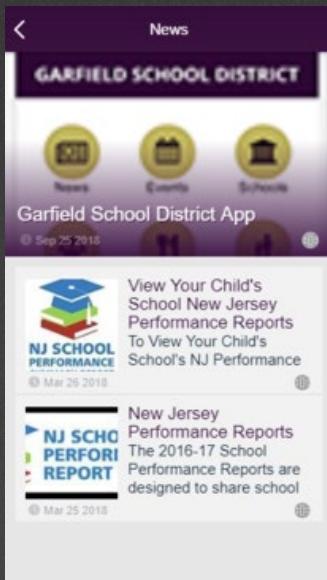 News
GARFIELD SCHOOL DISTRICT
News
Events
Schools
Garfield School District App
Sep 25 2018
View Your Child's
School New Jersey
Performance Reports
To View Your Child's
School's NJ Performance
NJ SCHOOL
PERFORMANCE
Mar 26 2018
New Jersey
Performance Reports
The 2016-17 School
Performance Reports are
designed to share school
NJ SCHO
PERFORI
REPORT
Mar 25 2018